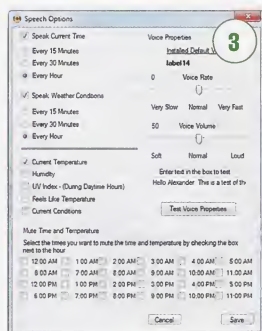 Speech Options
Speak Current Time
Every 15 Minutes
Every 30 Minutes
Every Hour
Speak Weather Conditions
Every 15 Minutes
Every 30 Minutes
Every Hour
Current Temperature
Humidity
UV Index - (During Daytime Hours)
Feels Like Temperature
Current Conditions
Voice Properties
Installed Default V
label14
0 Voice Rate
Very Slow Normal Very Fast
50 Voice Volume
Soft Normal Loud
Enter text in the box to test
Hello Alexander This is a test of th
Test Voice Properties
3
Mute Time and Temperature
Select the times you want to mute the time and temperature by checking the box
next to the hour
12:00 AM 1:00 AM 2:00 AM 3:00 AM 4:00 AM 5:00 AM
6:00 AM 7:00 AM 8:00 AM 9:00 AM 10:00 AM 11:00 AM
12:00 PM 1:00 PM 2:00 PM 3:00 PM 4:00 PM 5:00 PM
6:00 PM 7:00 PM 8:00 PM 9:00 PM 10:00 PM 11:00 PM
Cancel Save